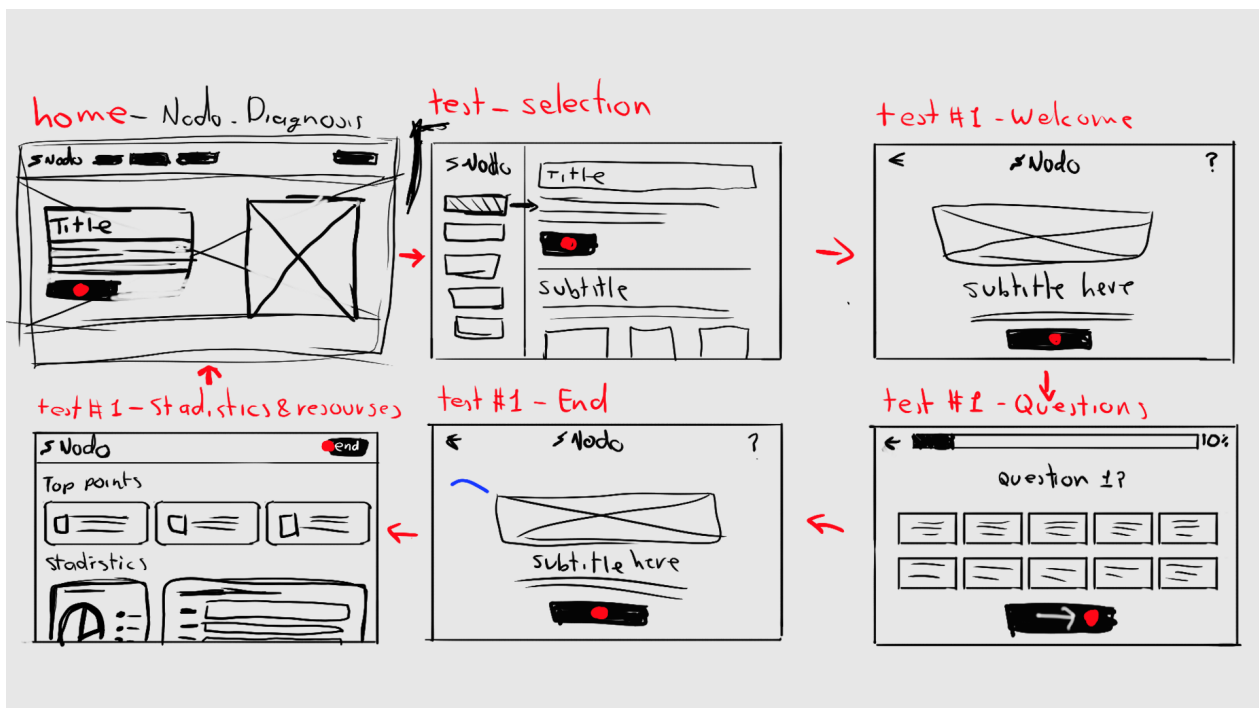 home - Nodo - Diagnosis
Nodo
Title
test - selection
Nodo
Title
subtitle
test #1 - Welcome
Nodo ?
subtitle here
test #1 - Stadistics & resourses
Nodo end
Top points
stadistics
test #1 - End
Nodo ?
subtitle here
test #1 - Questions
10%
Question 1?